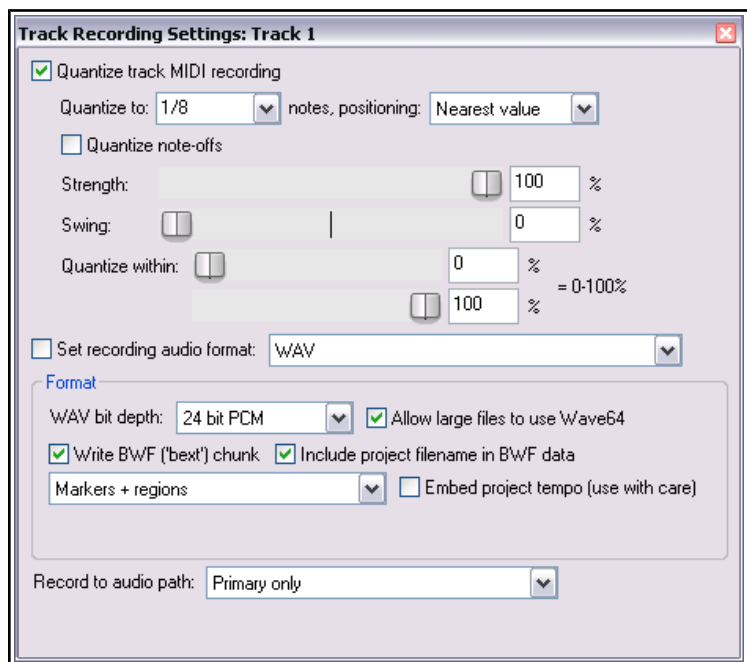 Track Recording Settings: Track 1
Quantize track MIDI recording
Quantize to: 1/8 notes, positioning: Nearest value
Quantize note-offs
Strength: 100 %
Swing: 0 %
Quantize within: 0 %
= 0-100%
100 %
Set recording audio format: WAV
Format
WAV bit depth: 24 bit PCM Allow large files to use Wave64
Write BWF ('bext') chunk Include project filename in BWF data
Markers + regions Embed project tempo (use with care)
Record to audio path: Primary only